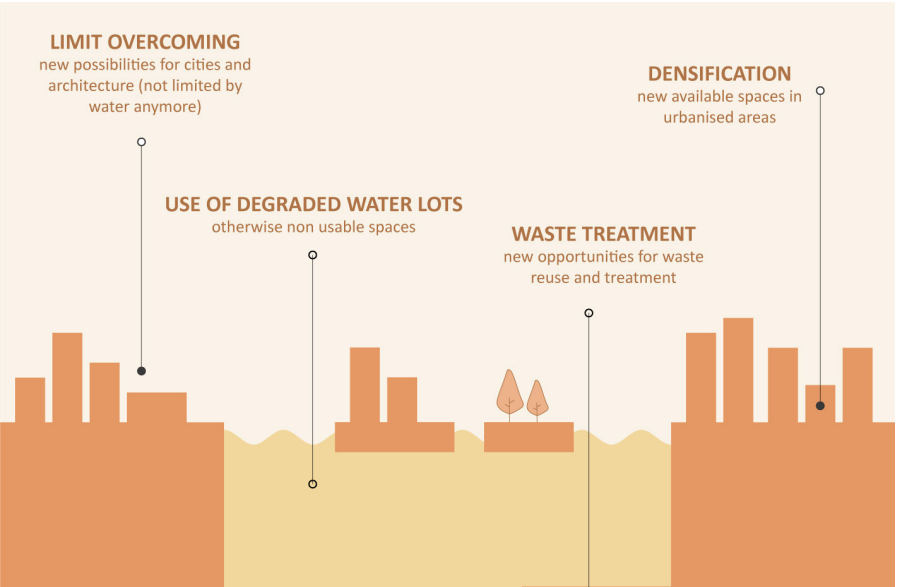 LIMIT OVERCOMING
new possibilities for cities and
architecture (not limited by
water anymore)
DENSIFICATION
new available spaces in
urbanised areas
USE OF DEGRADED WATER LOTS
otherwise non usable spaces
WASTE TREATMENT
new opportunities for waste
reuse and treatment